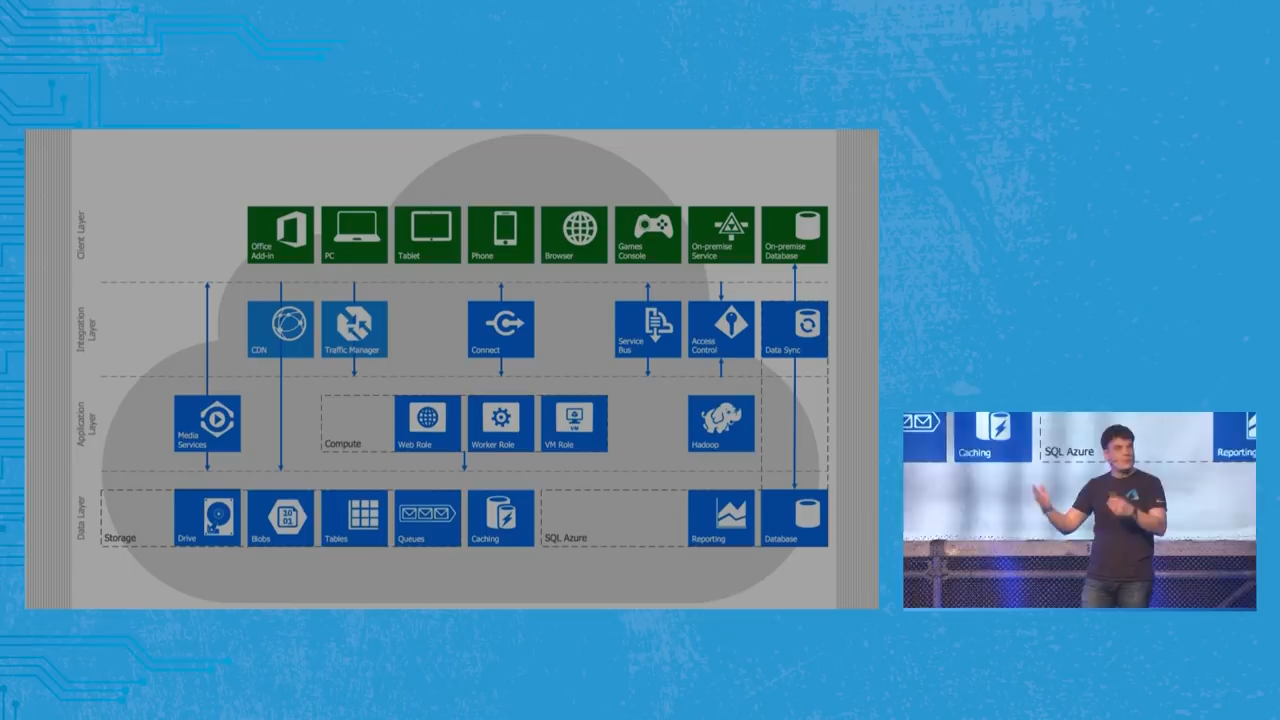 Client Layer
Office
Add-in
PC
Tablet
Phone
Browser
Games
Console
On-premise
Service
On-premise
Database
Integration
Layer
CDN
Traffic Manager
Connect
Service
Bus
Access
Control
Data Sync
Application
Layer
Media
Services
Compute
Web Role
Worker Role
VM
VM Role
Hadoop
Data Layer
Storage
Drive
10
01
Blobs
Tables
Queues
Caching
SQL Azure
Reporting
Database
Caching
SQL Azure
Reporting